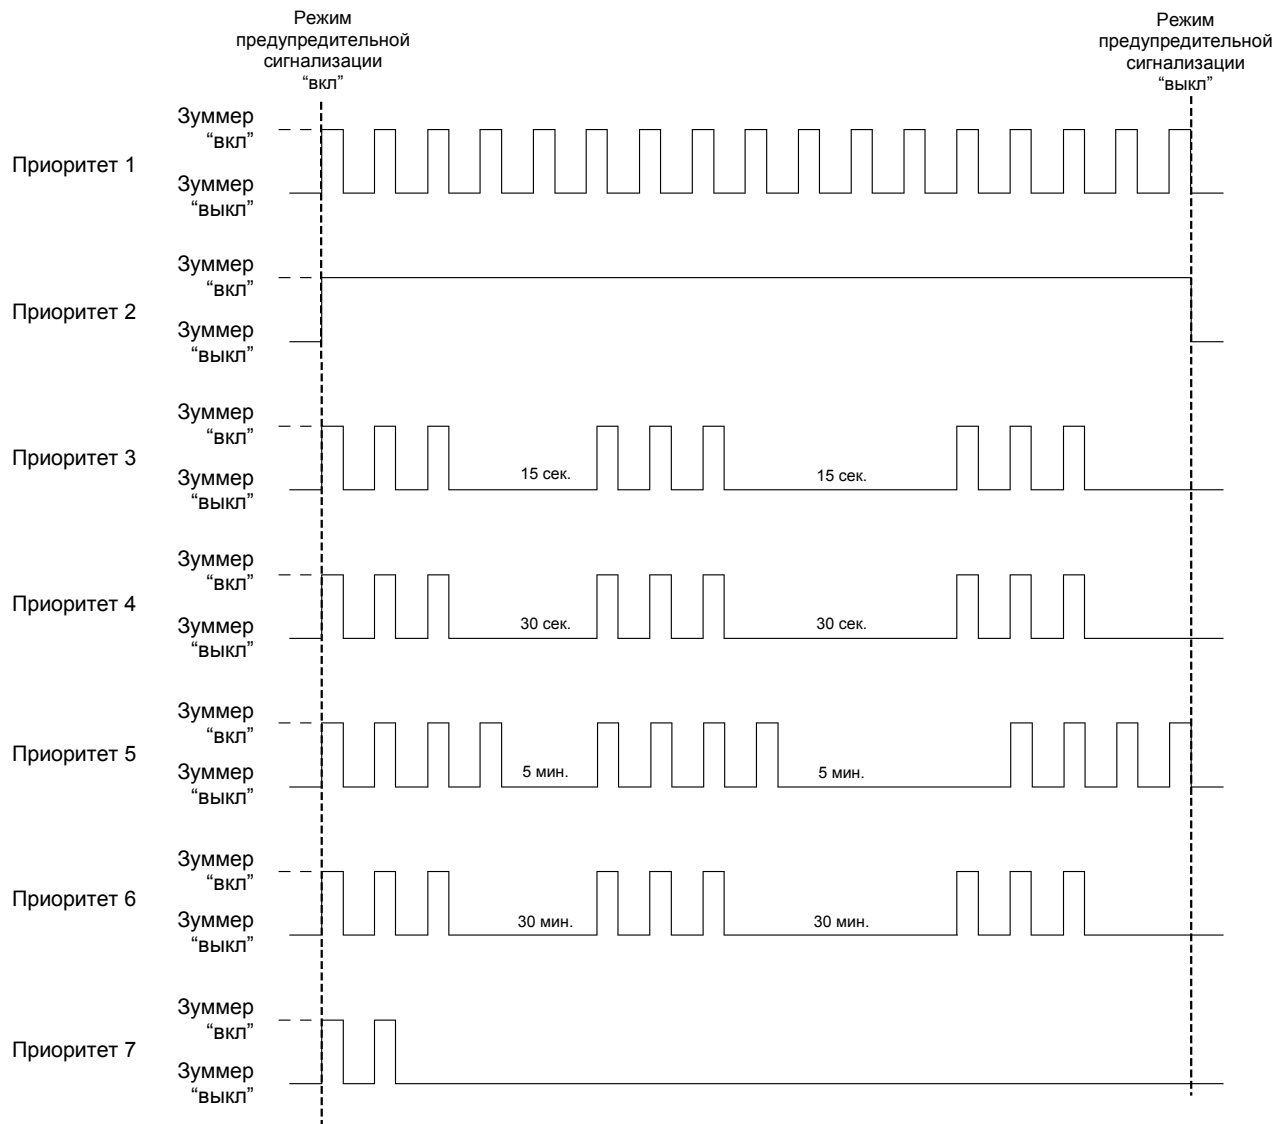 Режим
предупредительной
сигнализации
“вкл”
Режим
предупредительной
сигнализации
“выкл”
Приоритет 1
Зуммер
“вкл”
Зуммер
“выкл”
Приоритет 2
Зуммер
“вкл”
Зуммер
“выкл”
Приоритет 3
Зуммер
“вкл”
Зуммер
“выкл”
15 сек.
15 сек.
Приоритет 4
Зуммер
“вкл”
Зуммер
“выкл”
30 сек.
30 сек.
Приоритет 5
Зуммер
“вкл”
Зуммер
“выкл”
5 мин.
5 мин.
Приоритет 6
Зуммер
“вкл”
Зуммер
“выкл”
30 мин.
30 мин.
Приоритет 7
Зуммер
“вкл”
Зуммер
“выкл”